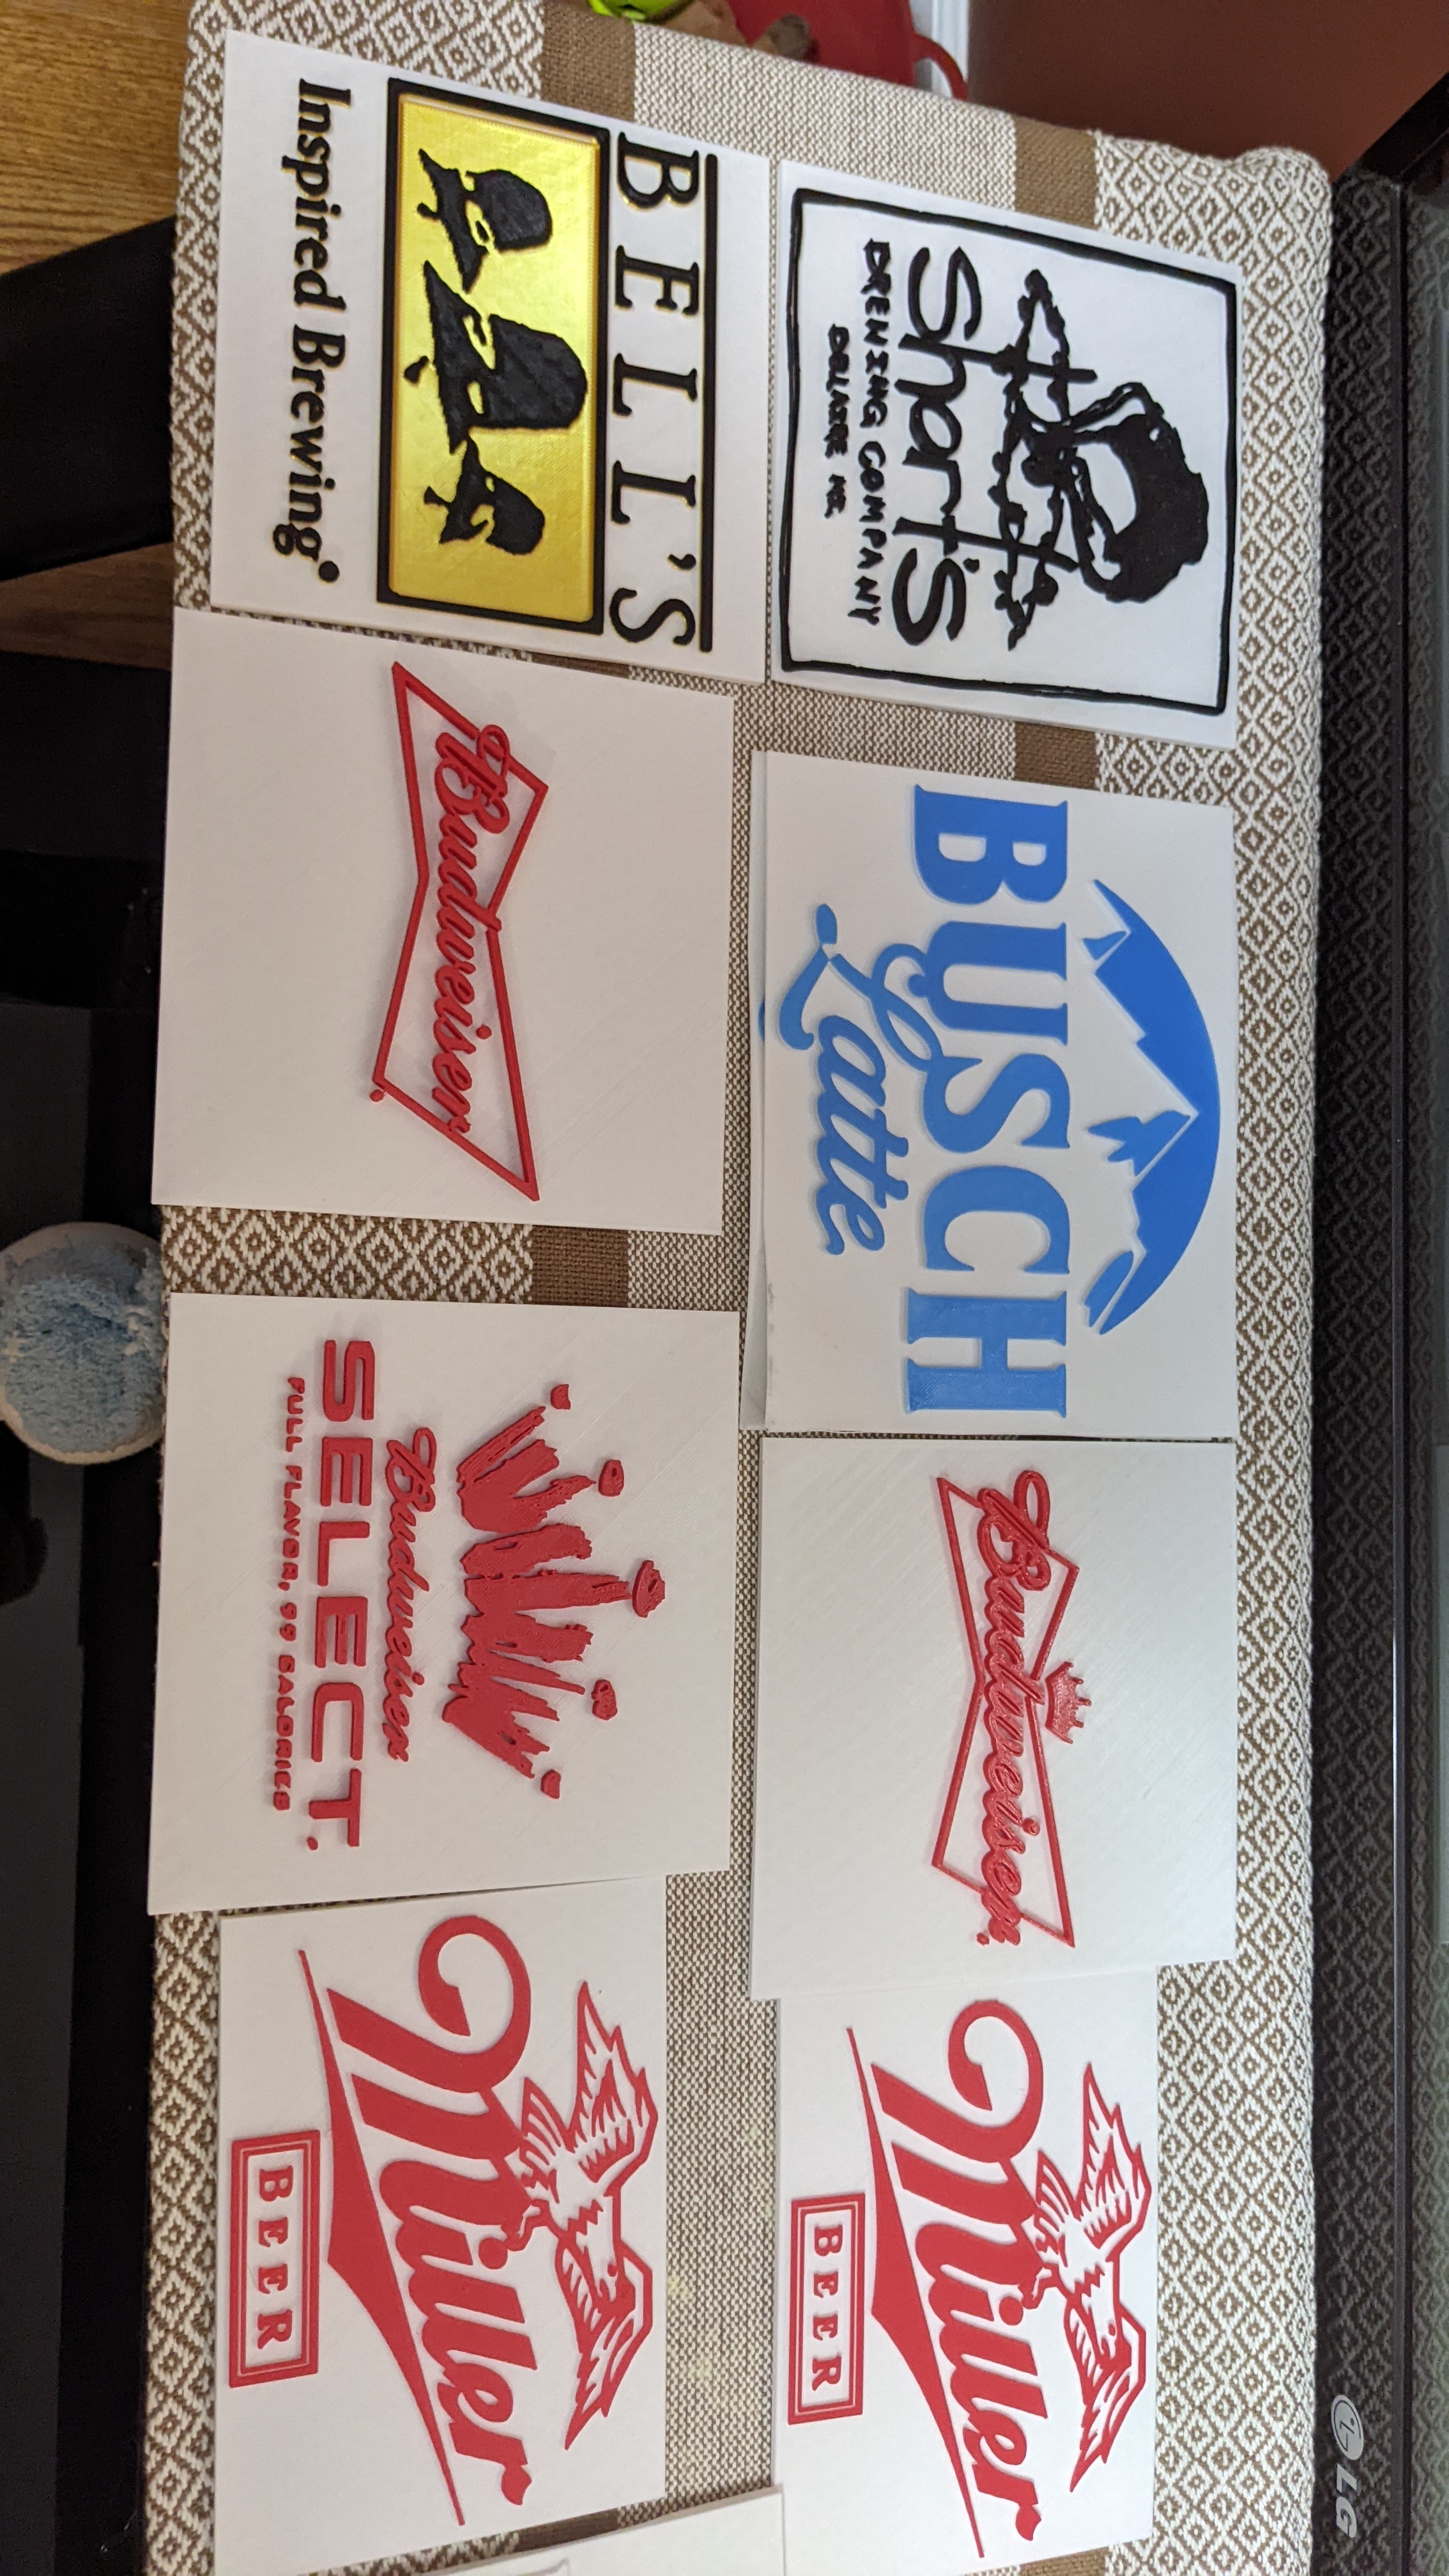 LG
Short's
BREWING COMPANY
BELLAIRE MI.
BUSCH
Latte
Budweiser
Miller
BEER
BELL'S
Inspired Brewing
Budweiser
Budweiser
SELECT.
FULL FLAVOR, 99 CALORIES
Miller
BEER